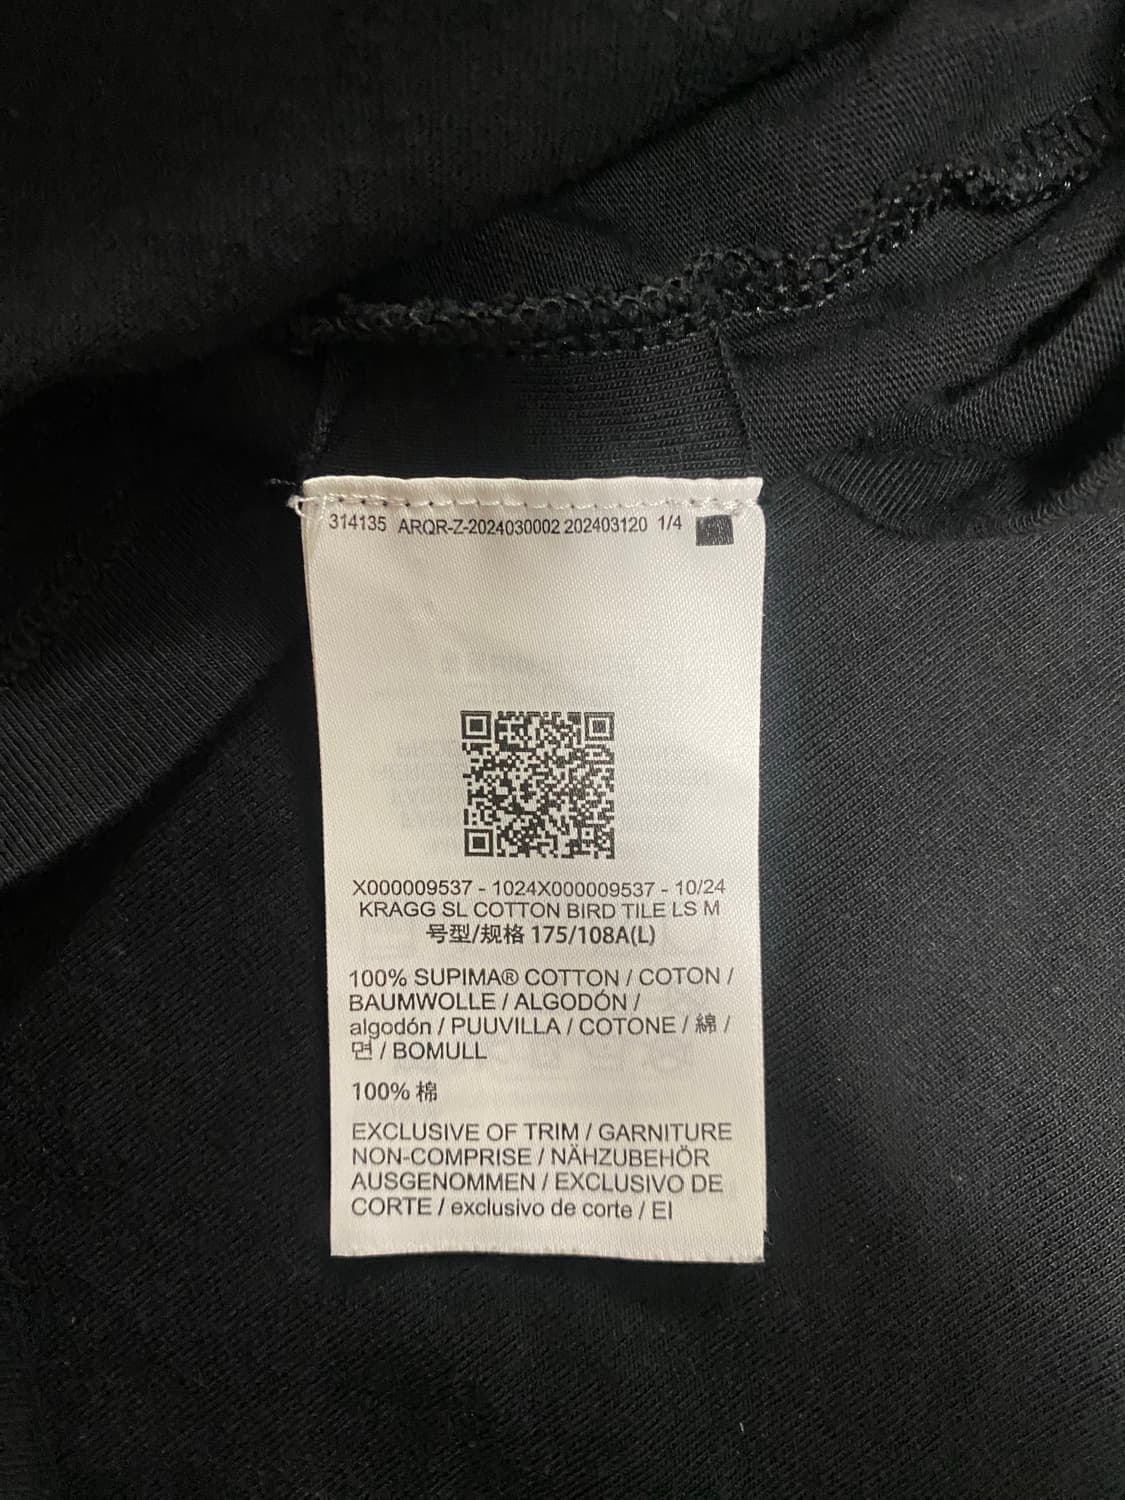 314135 ARQR-Z-2024030002 202403120 1/4
X000009537 - 1024X000009537 - 10/24
KRAGG SL COTTON BIRD TILE LS M
号型/规格 175/108A(L)
100% SUPIMA® COTTON / COTON /
BAUMWOLLE / ALGODÓN /
algodón / PUUVILLA / COTONE / 綿 /
면 / BOMULL
100% 棉
EXCLUSIVE OF TRIM / GARNITURE
NON-COMPRISE / NÄHZUBEHÖR
AUSGENOMMEN / EXCLUSIVO DE
CORTE / exclusivo de corte / EI